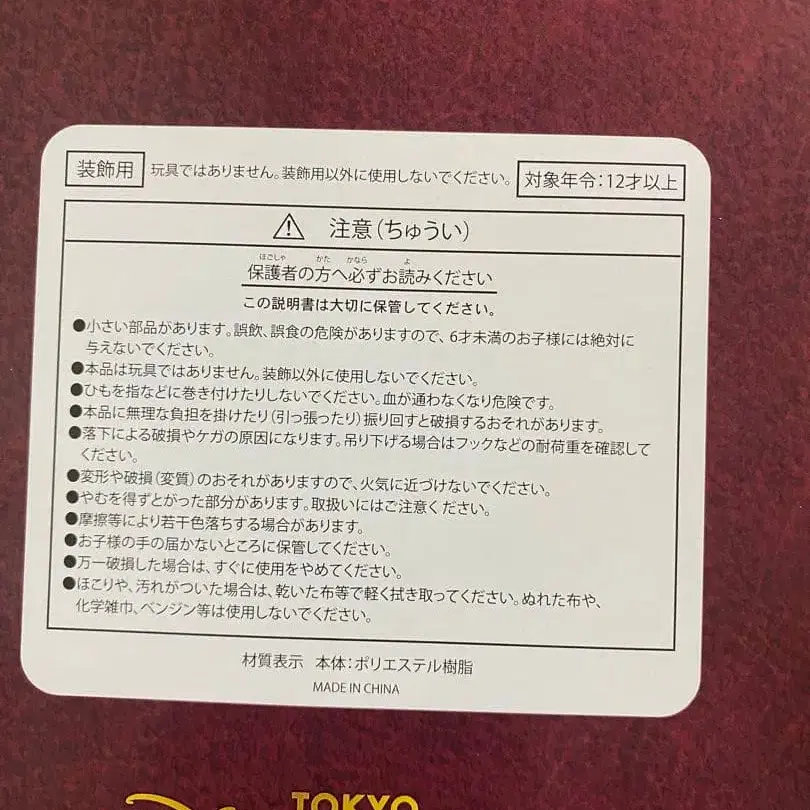 装飾用 玩具ではありません。装飾用以外に使用しないでください。 対象年令：12才以上
注意（ちゅうい）
ほごしゃ かた かなら よ
保護者の方へ必ずお読みください
この説明書は大切に保管してください。
●小さい部品があります。誤飲、誤食の危険がありますので、6才未満のお子様には絶対に
与えないでください。
●本品は玩具ではありません。装飾以外に使用しないでください。
●ひもを指などに巻き付けたりしないでください。血が通わなくなり危険です。
●本品に無理な負担を掛けたり（引っ張ったり）振り回すと破損するおそれがあります。
●落下による破損やケガの原因になります。吊り下げる場合はフックなどの耐荷重を確認して
ください。
●変形や破損（変質）のおそれがありますので、火気に近づけないでください。
●やむを得ずとがった部分があります。取扱いにはご注意ください。
●摩擦等により若干色落ちする場合があります。
●お子様の手の届かないところに保管してください。
●万一破損した場合は、すぐに使用をやめてください。
●ほこりや、汚れがついた場合は、乾いた布等で軽く拭き取ってください。ぬれた布や、
化学雑巾、ベンジン等は使用しないでください。
材質表示 本体：ポリエステル樹脂
MADE IN CHINA
TOKYO